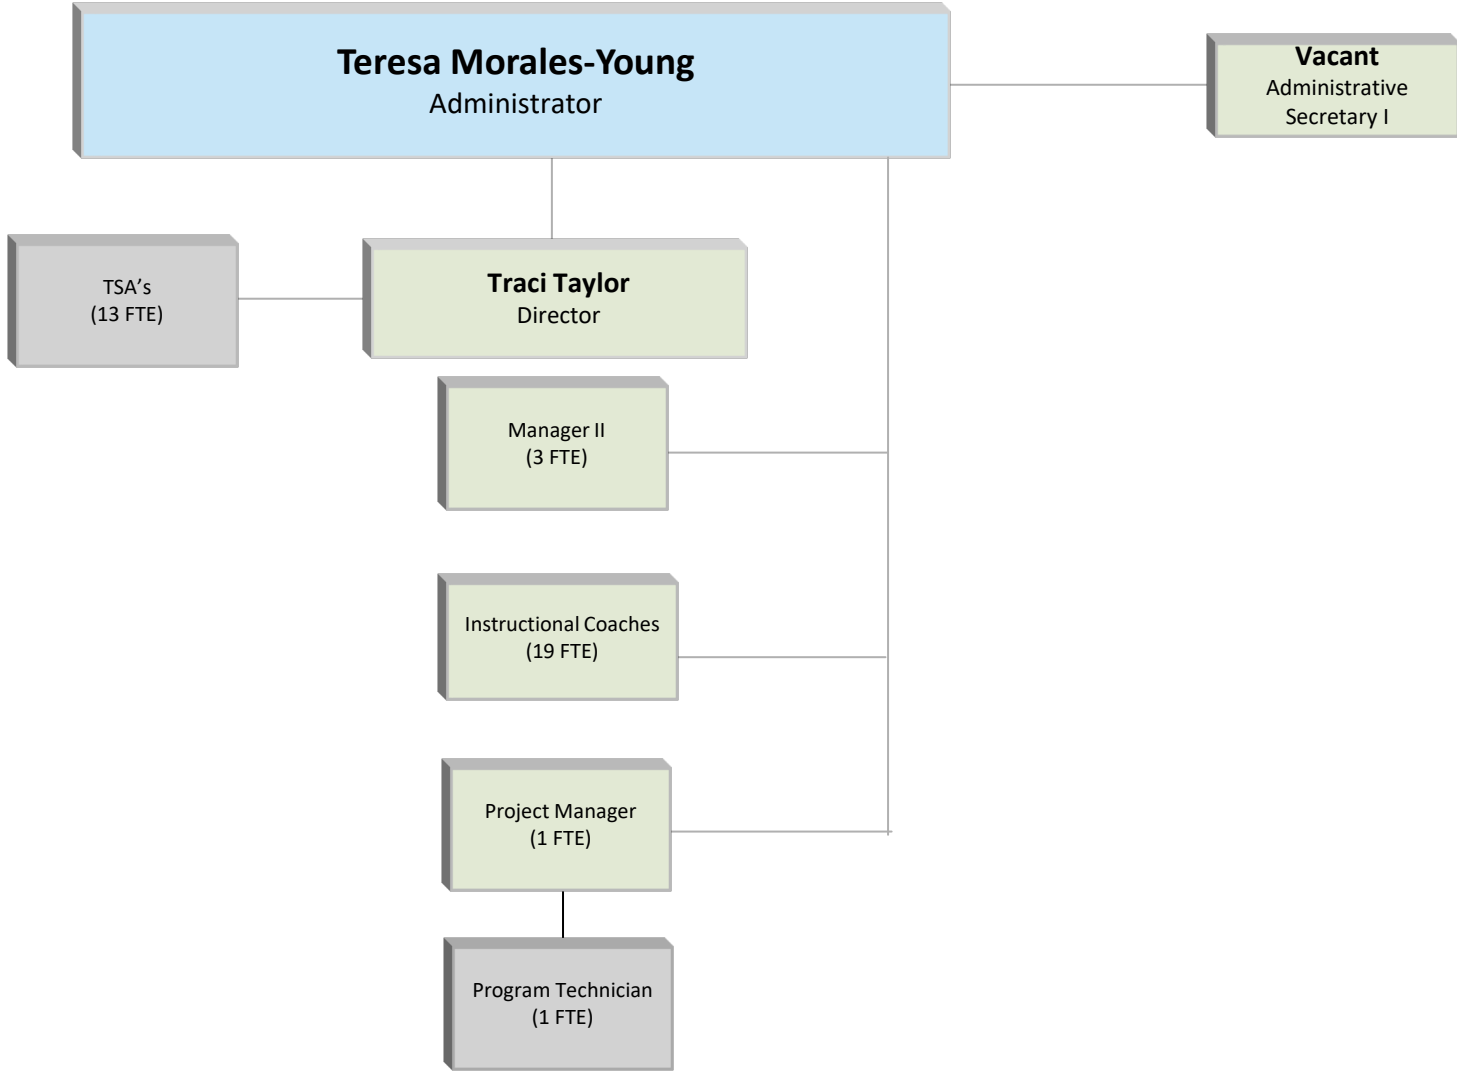 Teresa Morales-Young
Administrator
Vacant
Administrative
Secretary I
TSA’s
(13 FTE)
Traci Taylor
Director
Manager II
(3 FTE)
Instructional Coaches
(19 FTE)
Project Manager
(1 FTE)
Program Technician
(1 FTE)